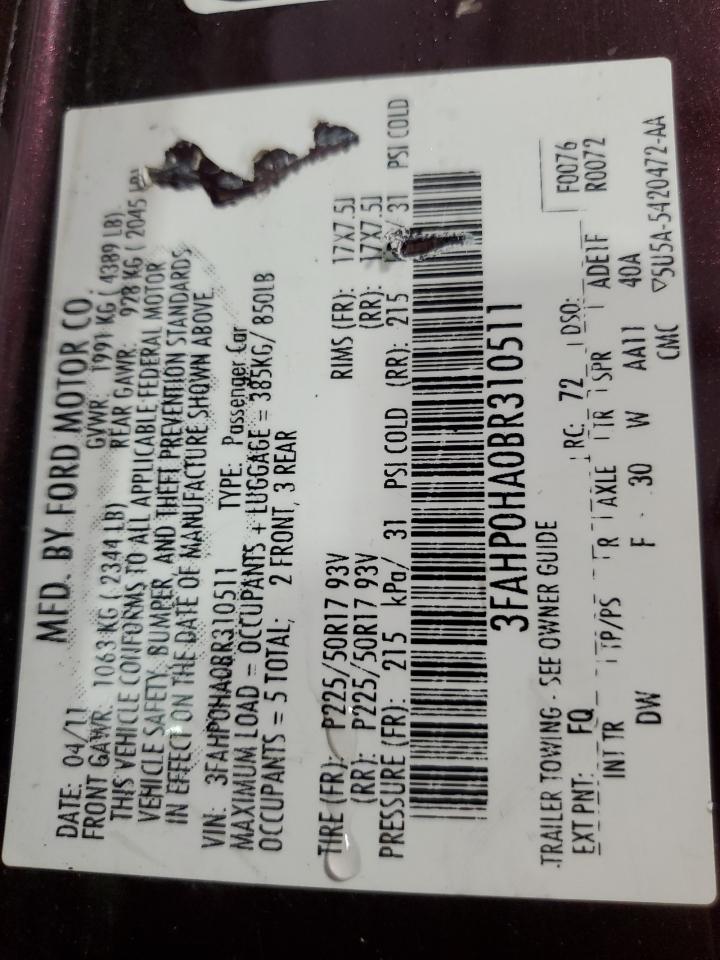 MFD. BY FORD MOTOR CO.
DATE: 04/11 GVWR: 1991 KG ( 4389 LB)
FRONT GAWR: 1063 KG ( 2344 LB) REAR GAWR: 928 KG ( 2045 LB)
THIS VEHICLE CONFORMS TO ALL APPLICABLE FEDERAL MOTOR
VEHICLE SAFETY, BUMPER, AND THEFT PREVENTION STANDARDS
IN EFFECT ON THE DATE OF MANUFACTURE SHOWN ABOVE.
VIN: 3FAHP0HA0BR310511 TYPE: Passenger Car
MAXIMUM LOAD = OCCUPANTS + LUGGAGE = 385KG/ 850LB
OCCUPANTS = 5 TOTAL; 2 FRONT, 3 REAR
TIRE (FR): P225/50R17 93V RIMS (FR): 17X7.5J
(RR): P225/50R17 93V (RR): 17X7.5J
PRESSURE (FR): 215 kPa/ 31 PSI COLD (RR): 215 / 31 PSI COLD
3FAHP0HA0BR310511
TRAILER TOWING - SEE OWNER GUIDE F0076
EXT PNT: FQ RC: 72 DSO: R0072
INT TR TP/PS R AXLE TR SPR ADE1F
DW F 30 W AA11 40A
CMC ▽5U5A-5420472-AA